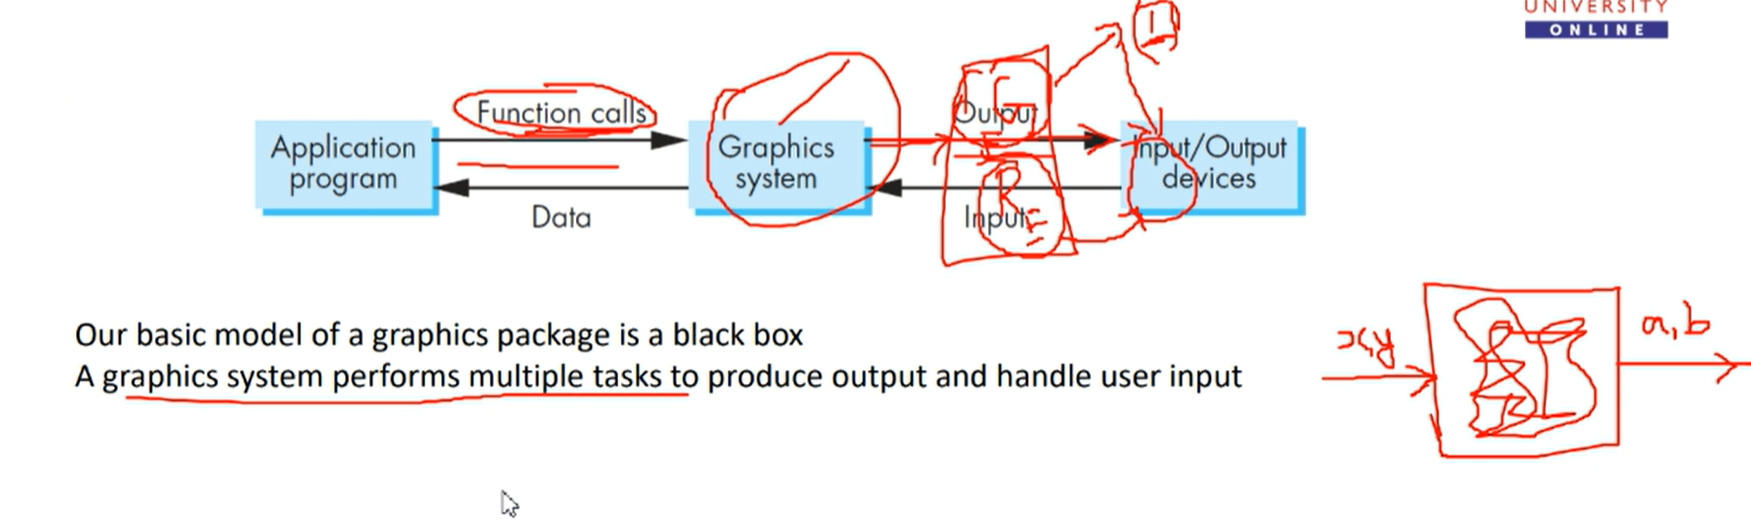 UNIVERSITY
ONLINE
Function calls
Output
Application
program
Graphics
system
Input/Output
devices
Data
Input
Our basic model of a graphics package is a black box
A graphics system performs multiple tasks to produce output and handle user input
x,y
a,b